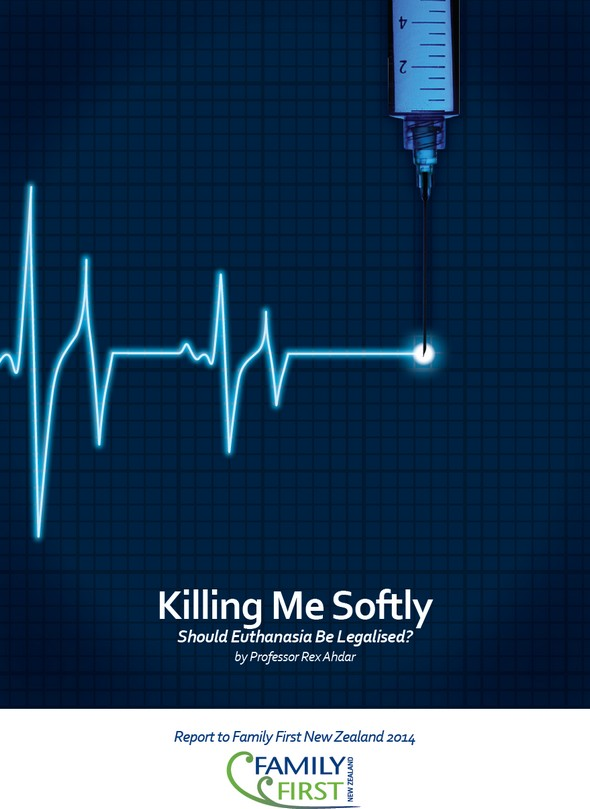 4
2
Killing Me Softly
Should Euthanasia Be Legalised?
by Professor Rex Ahdar
Report to Family First New Zealand 2014
FAMILY
FIRST
NEW ZEALAND